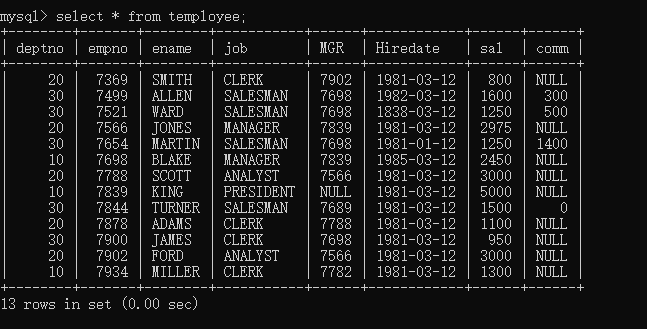 mysql> select * from temployee;
+--------+-------+--------+-----------+------+------------+------+------+
| deptno | empno | ename | job | MGR | Hiredate | sal | comm |
+--------+-------+--------+-----------+------+------------+------+------+
| 20 | 7369 | SMITH | CLERK | 7902 | 1981-03-12 | 800 | NULL |
| 30 | 7499 | ALLEN | SALESMAN | 7698 | 1982-03-12 | 1600 | 300 |
| 30 | 7521 | WARD | SALESMAN | 7698 | 1838-03-12 | 1250 | 500 |
| 20 | 7566 | JONES | MANAGER | 7839 | 1981-03-12 | 2975 | NULL |
| 30 | 7654 | MARTIN | SALESMAN | 7698 | 1981-01-12 | 1250 | 1400 |
| 10 | 7698 | BLAKE | MANAGER | 7839 | 1985-03-12 | 2450 | NULL |
| 20 | 7788 | SCOTT | ANALYST | 7566 | 1981-03-12 | 3000 | NULL |
| 10 | 7839 | KING | PRESIDENT | NULL | 1981-03-12 | 5000 | NULL |
| 30 | 7844 | TURNER | SALESMAN | 7689 | 1981-03-12 | 1500 | 0 |
| 20 | 7878 | ADAMS | CLERK | 7788 | 1981-03-12 | 1100 | NULL |
| 30 | 7900 | JAMES | CLERK | 7698 | 1981-03-12 | 950 | NULL |
| 20 | 7902 | FORD | ANALYST | 7566 | 1981-03-12 | 3000 | NULL |
| 10 | 7934 | MILLER | CLERK | 7782 | 1981-03-12 | 1300 | NULL |
+--------+-------+--------+-----------+------+------------+------+------+
13 rows in set (0.00 sec)